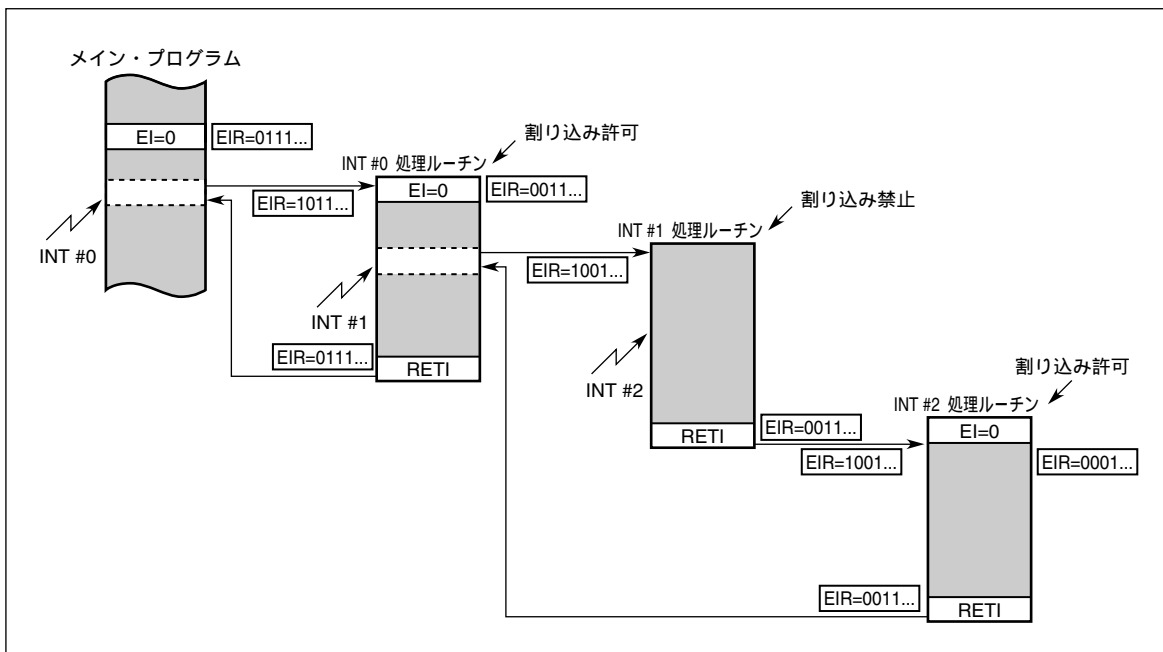 メイン・プログラム
EI=0
EIR=0111...
INT #0
EIR=1011...
INT #0 処理ルーチン
割り込み許可
EI=0
EIR=0011...
INT #1
EIR=0111...
RETI
EIR=1001...
INT #1 処理ルーチン
割り込み禁止
INT #2
RETI
EIR=0011...
EIR=1001...
INT #2 処理ルーチン
割り込み許可
EI=0
EIR=0001...
EIR=0011...
RETI